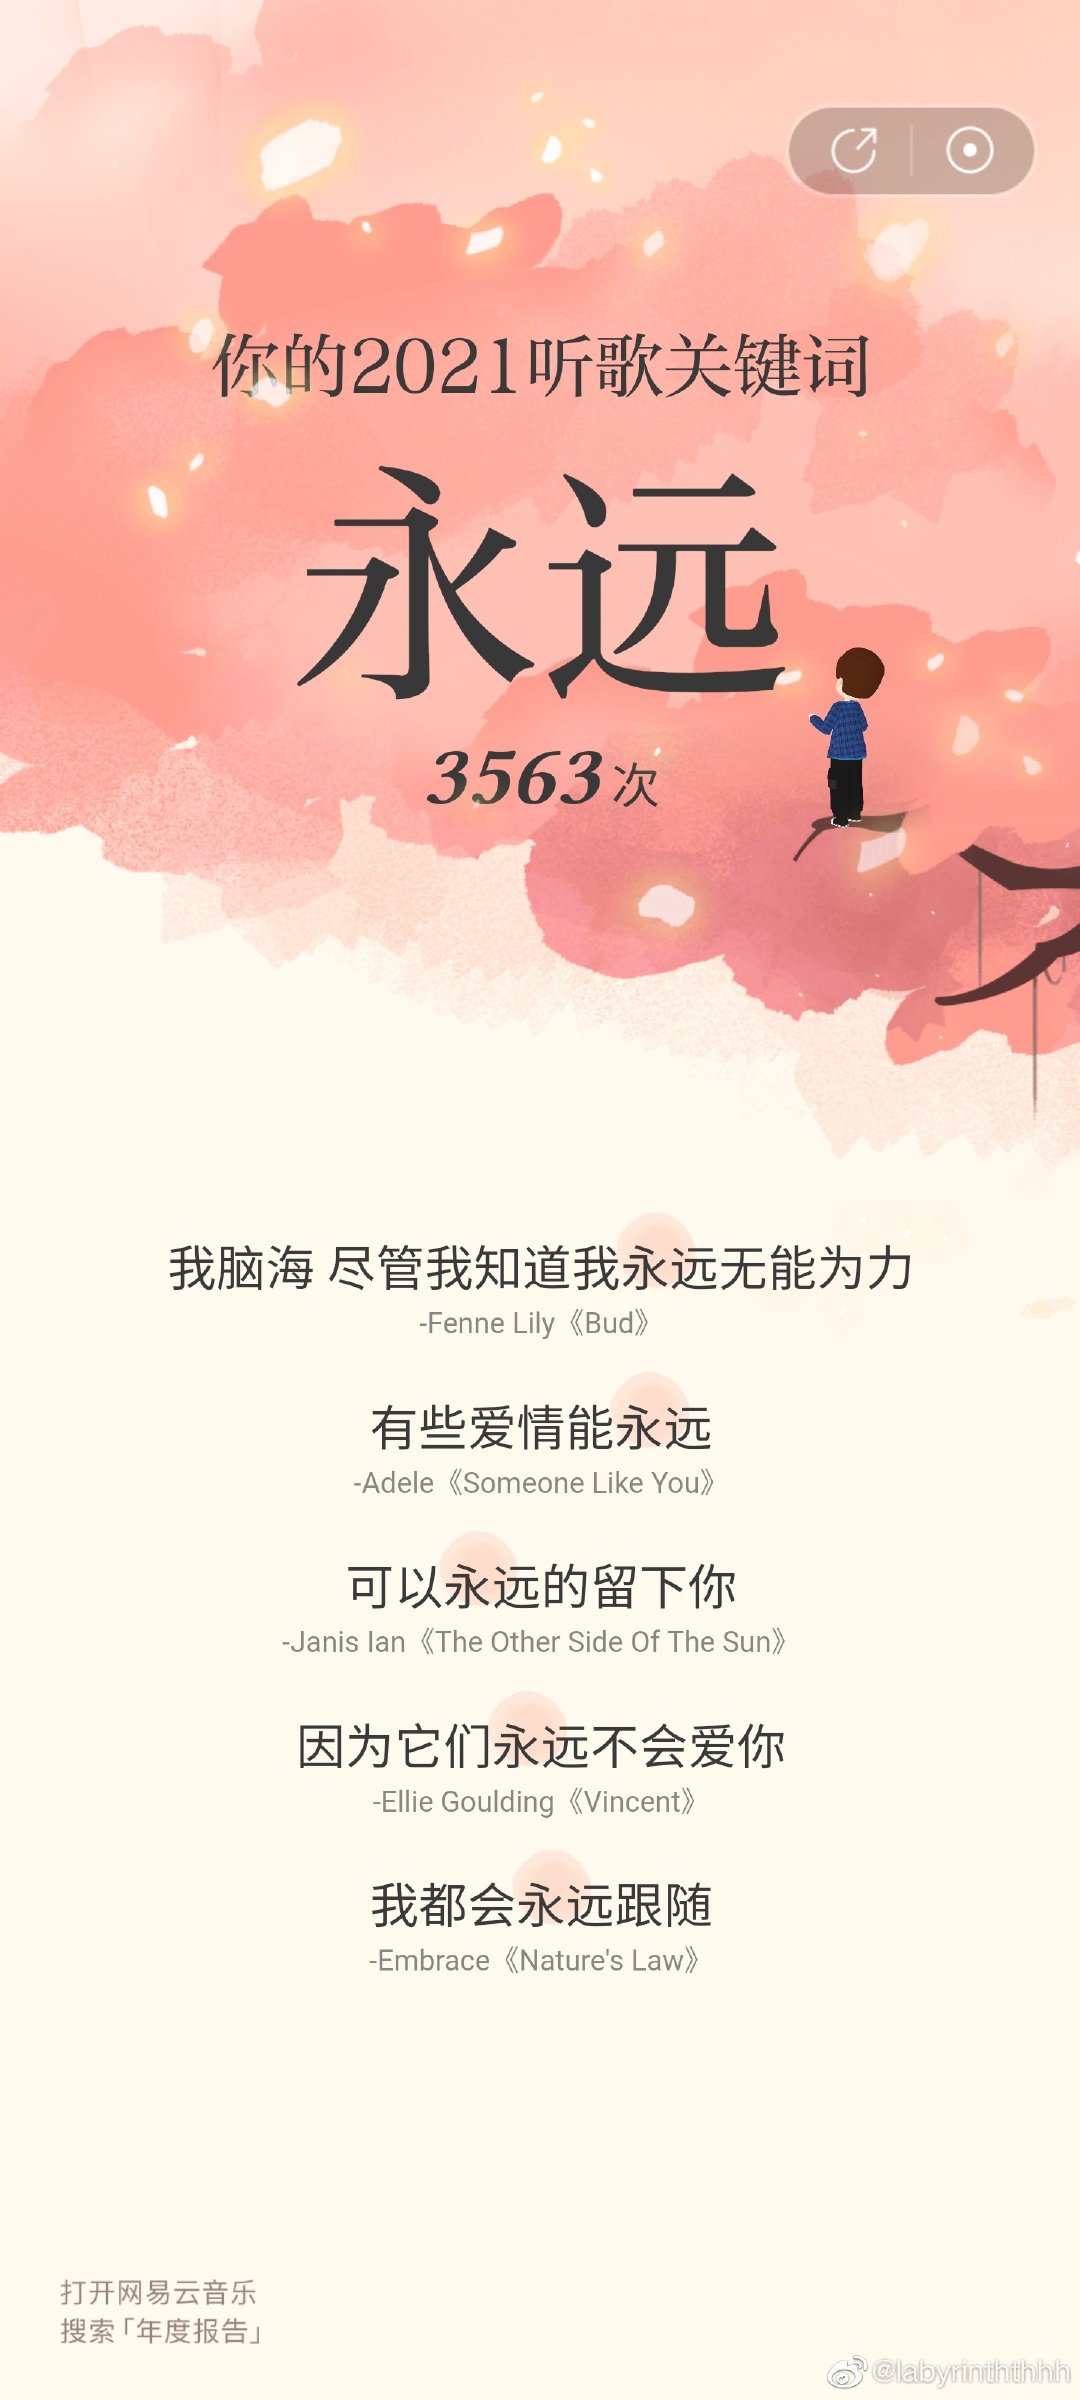 你的2021听歌关键词
永远
3563次
我脑海 尽管我知道我永远无能为力
-Fenne Lily《Bud》
有些爱情能永远
-Adele《Someone Like You》
可以永远的留下你
-Janis Ian《The Other Side Of The Sun》
因为它们永远不会爱你
-Ellie Goulding《Vincent》
我都会永远跟随
-Embrace《Nature's Law》
打开网易云音乐
搜索「年度报告」
@labyrinththhh